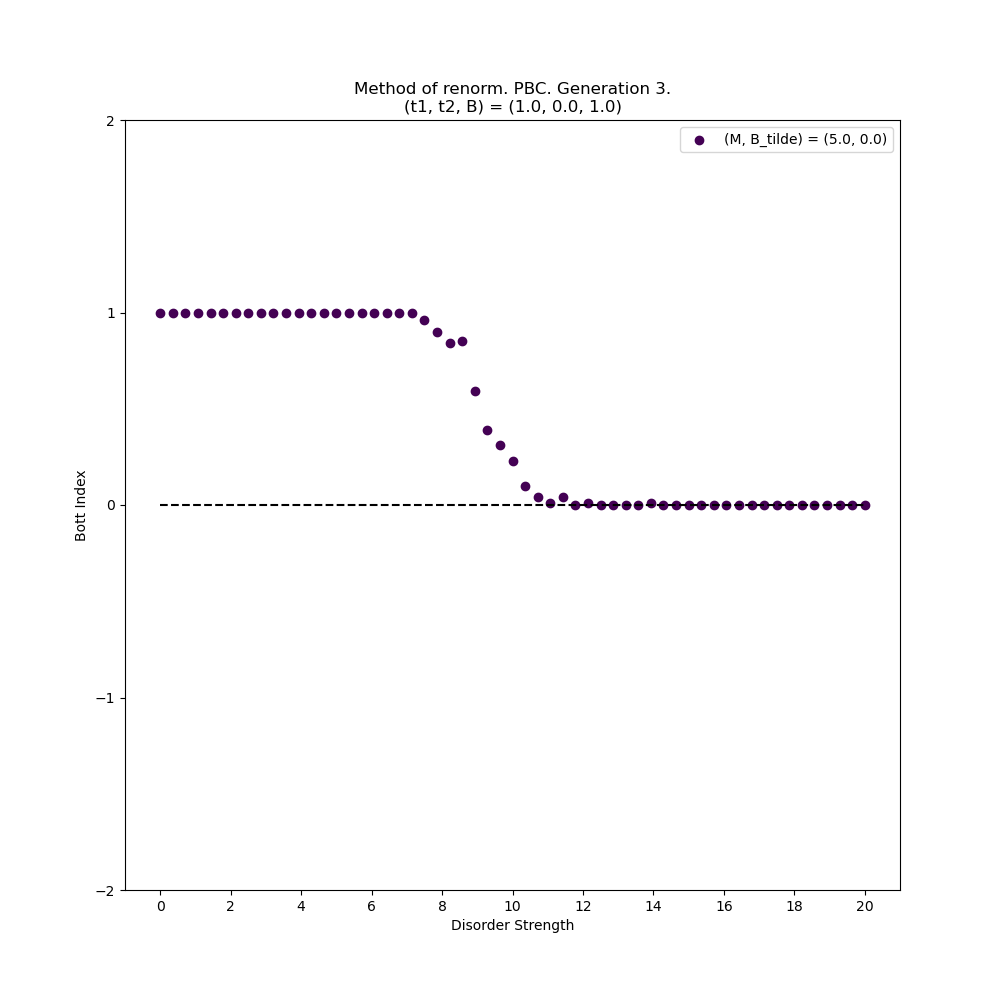 Method of renorm. PBC. Generation 3.
(t1, t2, B) = (1.0, 0.0, 1.0)
(M, B_tilde) = (5.0, 0.0)
2
1
0
−1
−2
Bott Index
0 2 4 6 8 10 12 14 16 18 20
Disorder Strength